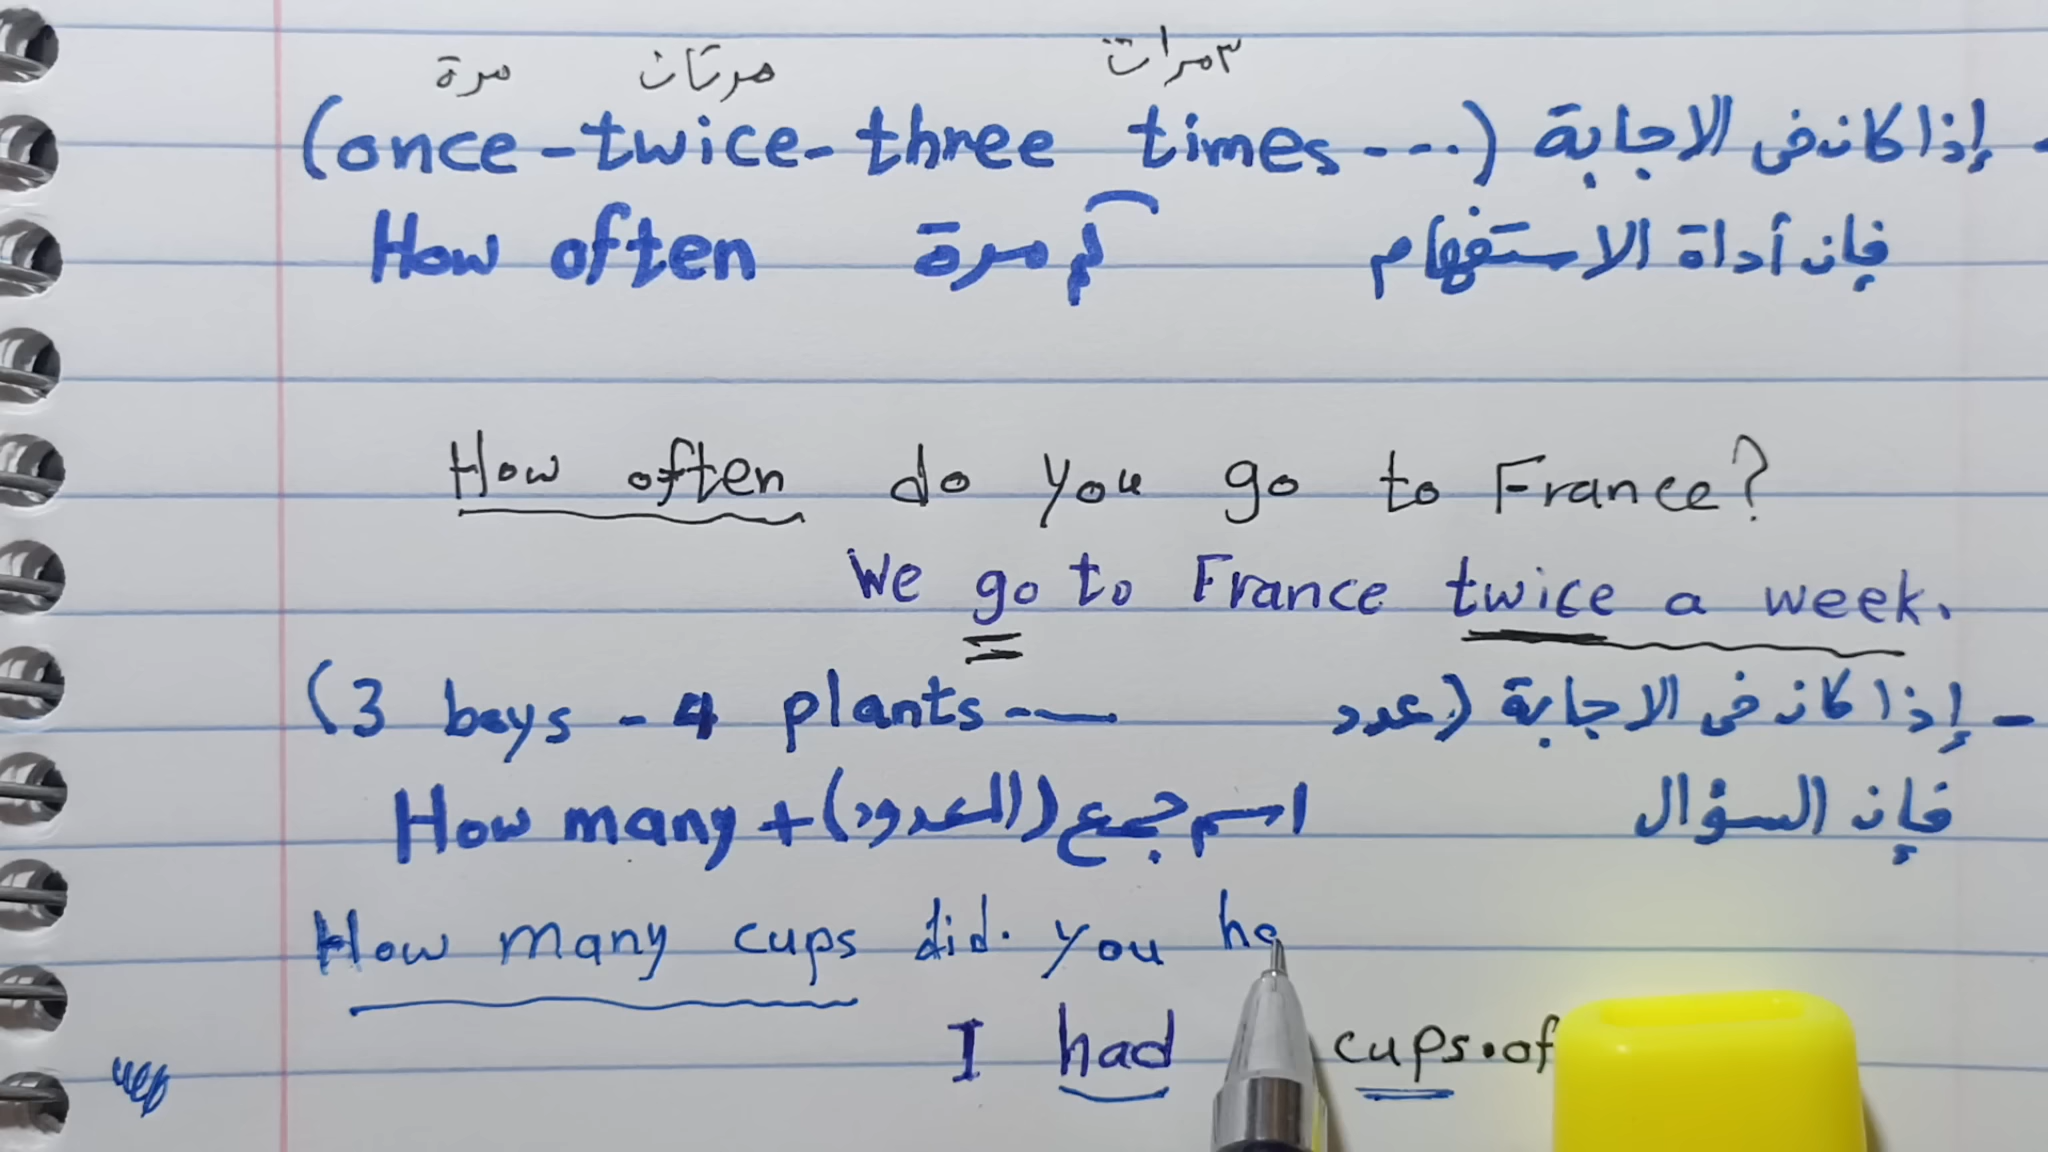 مرة مرتان ٣مرات
- إذا كان فى الاجابة (once - twice - three times ---..)
فإن أداة الاستفهام كم مرة How often
How often do you go to France?
We go to France twice a week.
- إذا كان فى الاجابة (عدد 3 boys - 4 plants ---)
فإن السؤال How many + اسم جمع (المعدود)
How many cups did you ha
I had cups of